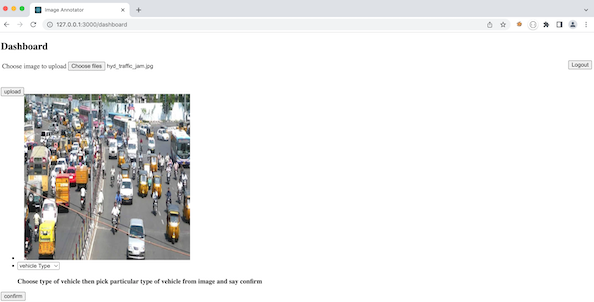 Image Annotator
127.0.0.1:3000/dashboard
Dashboard
Choose image to upload Choose files hyd_traffic_jam.jpg
Logout
upload
vehicle Type
Choose type of vehicle then pick particular type of vehicle from image and say confirm
confirm